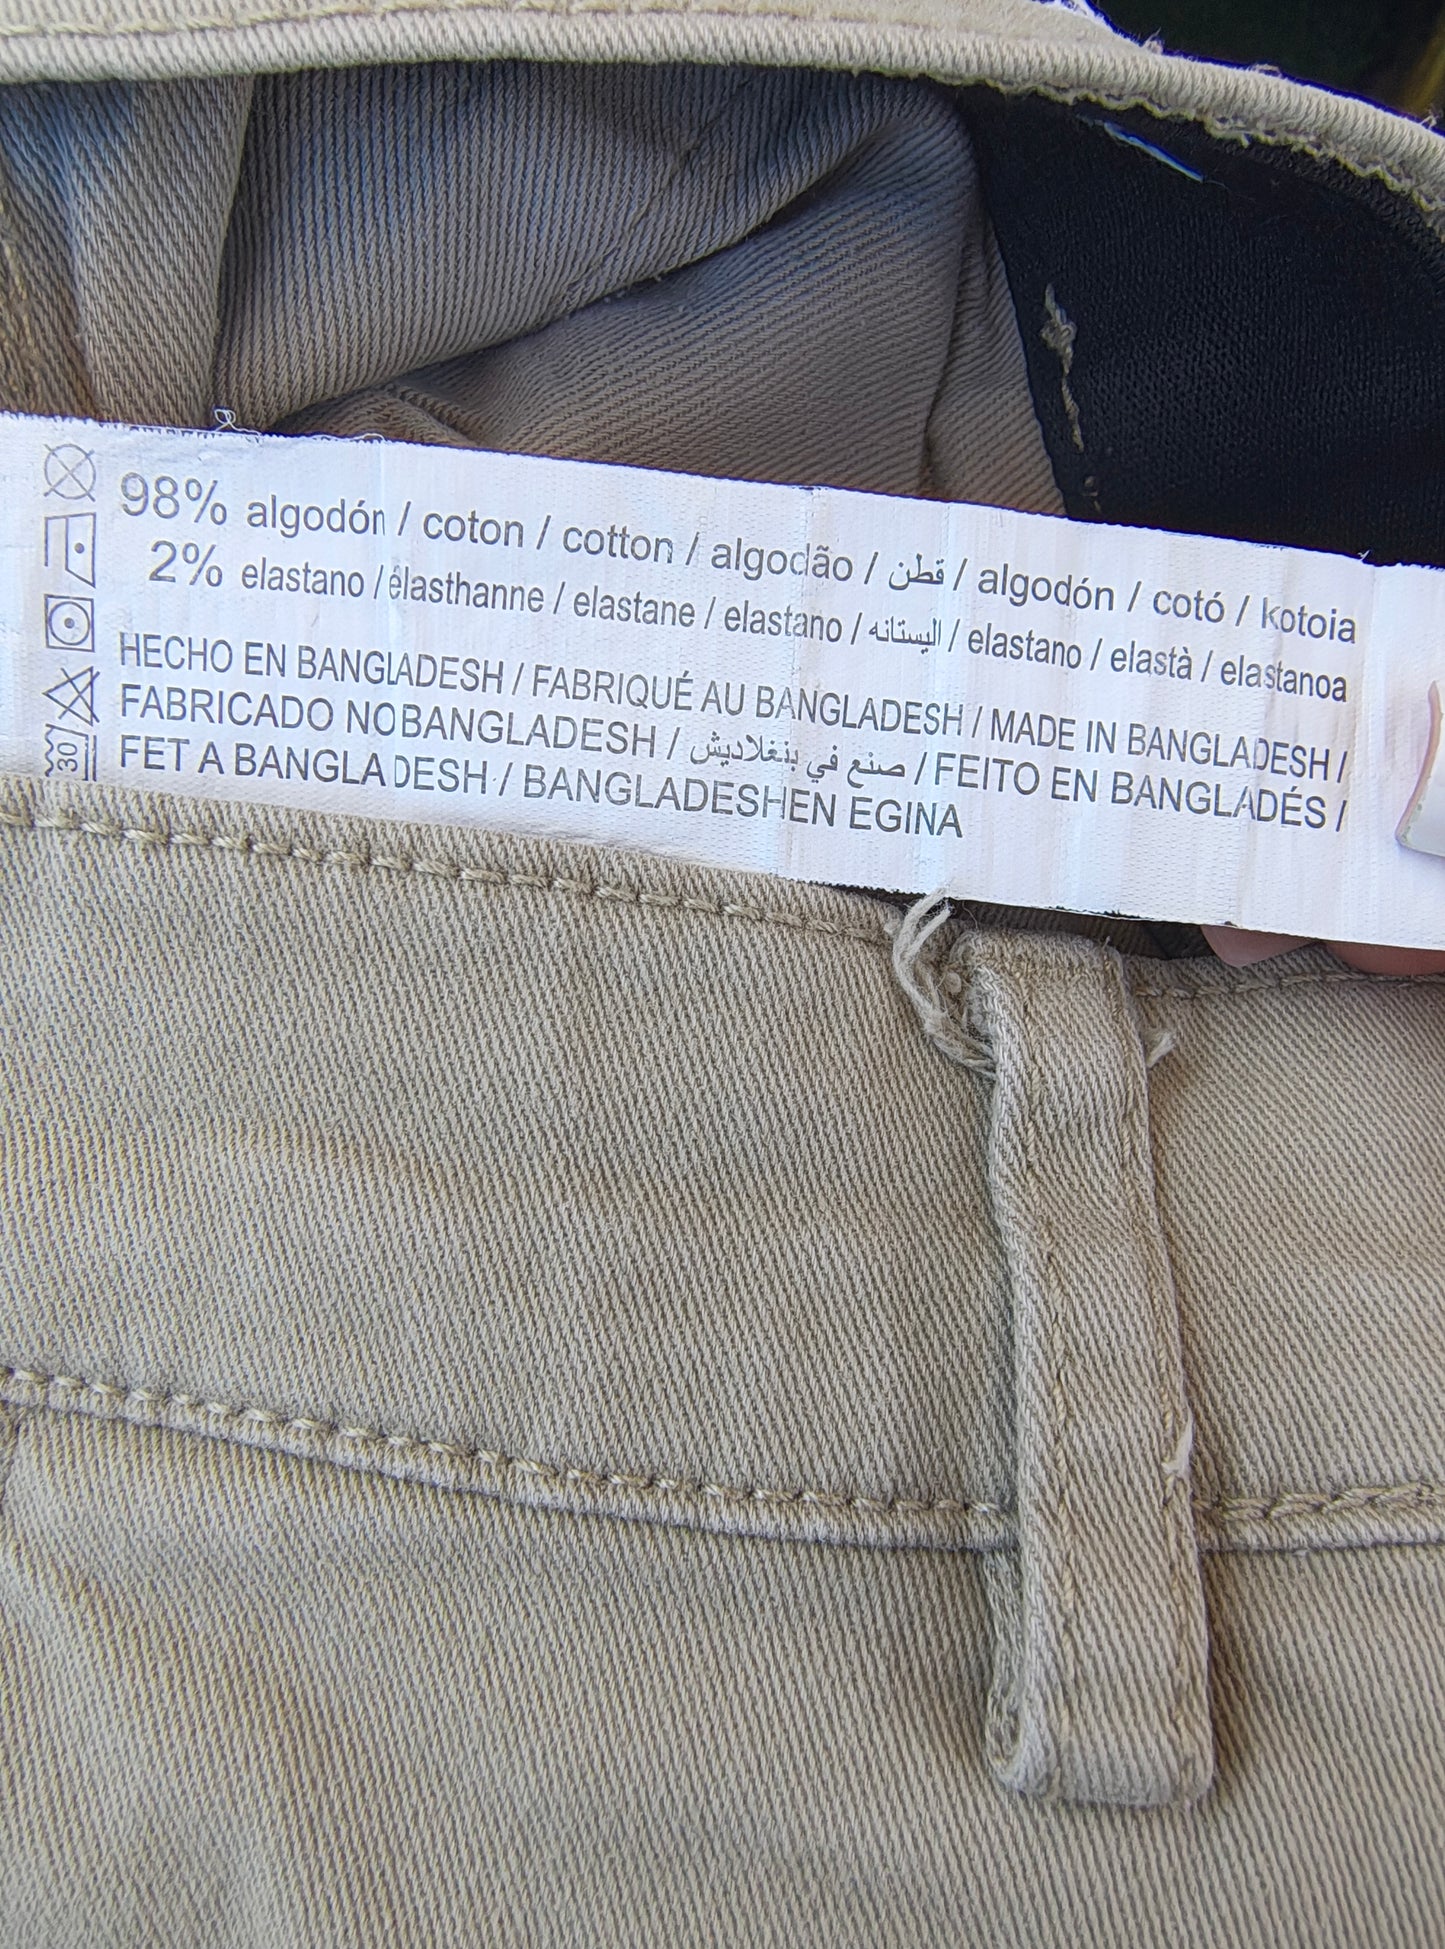 98% algodón / coton / cotton / algodão / قطن / algodón / cotó / kotoia
2% elastano / élasthanne / elastane / elastano / اليستانه / elastano / elastà / elastanoa
HECHO EN BANGLADESH / FABRIQUÉ AU BANGLADESH / MADE IN BANGLADESH /
FABRICADO NO BANGLADESH / صنع في بنغلاديش / FEITO EN BANGLADÉS /
FET A BANGLADESH / BANGLADESHEN EGINA
30